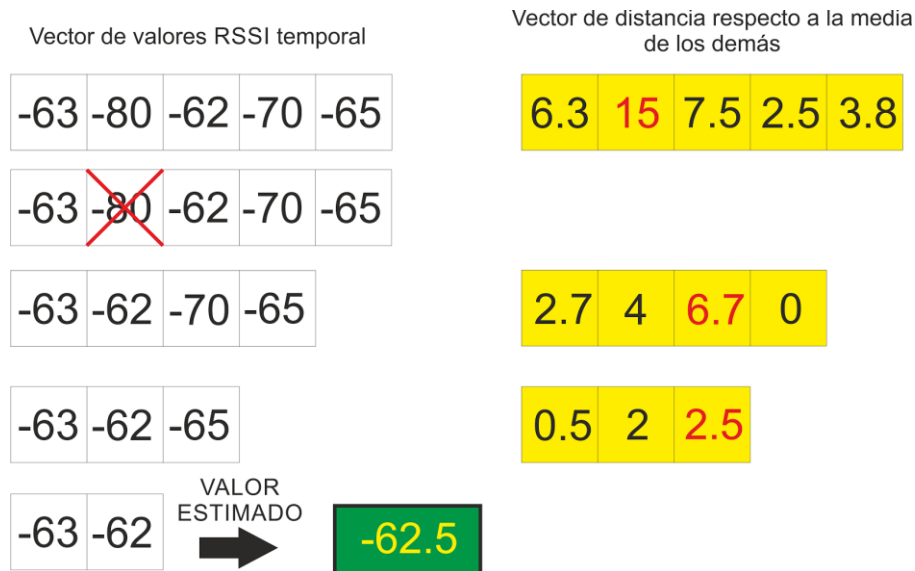 Vector de valores RSSI temporal
Vector de distancia respecto a la media
de los demás
-63 -80 -62 -70 -65
6.3 15 7.5 2.5 3.8
-63 -80 -62 -70 -65
-63 -62 -70 -65
2.7 4 6.7 0
-63 -62 -65
0.5 2 2.5
-63 -62
VALOR
ESTIMADO
-62.5